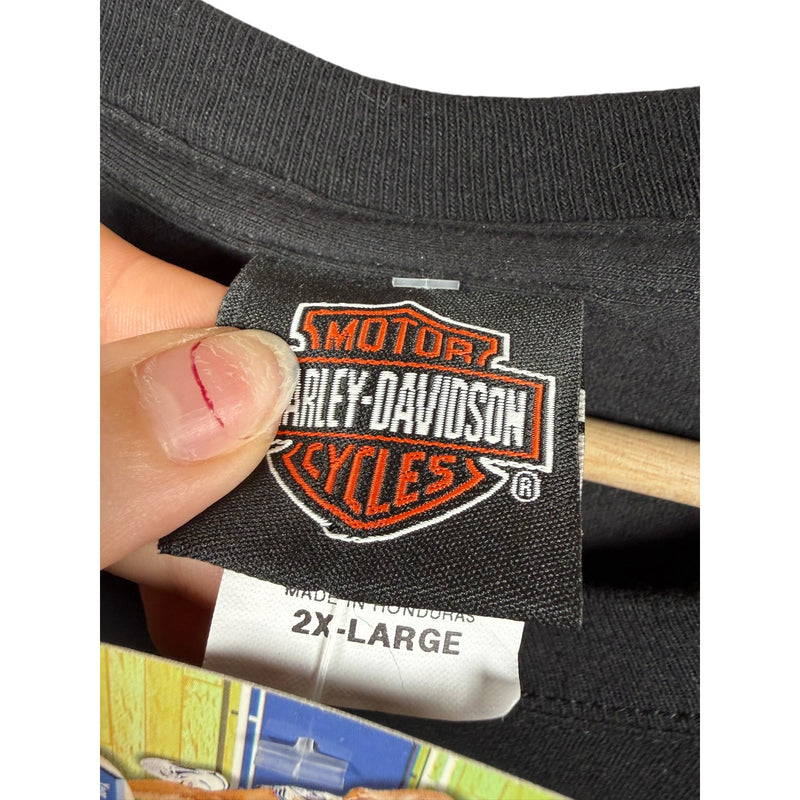 MOTOR
ARLEY-DAVIDSON
CYCLES
®
MADE IN HONDURAS
2X-LARGE